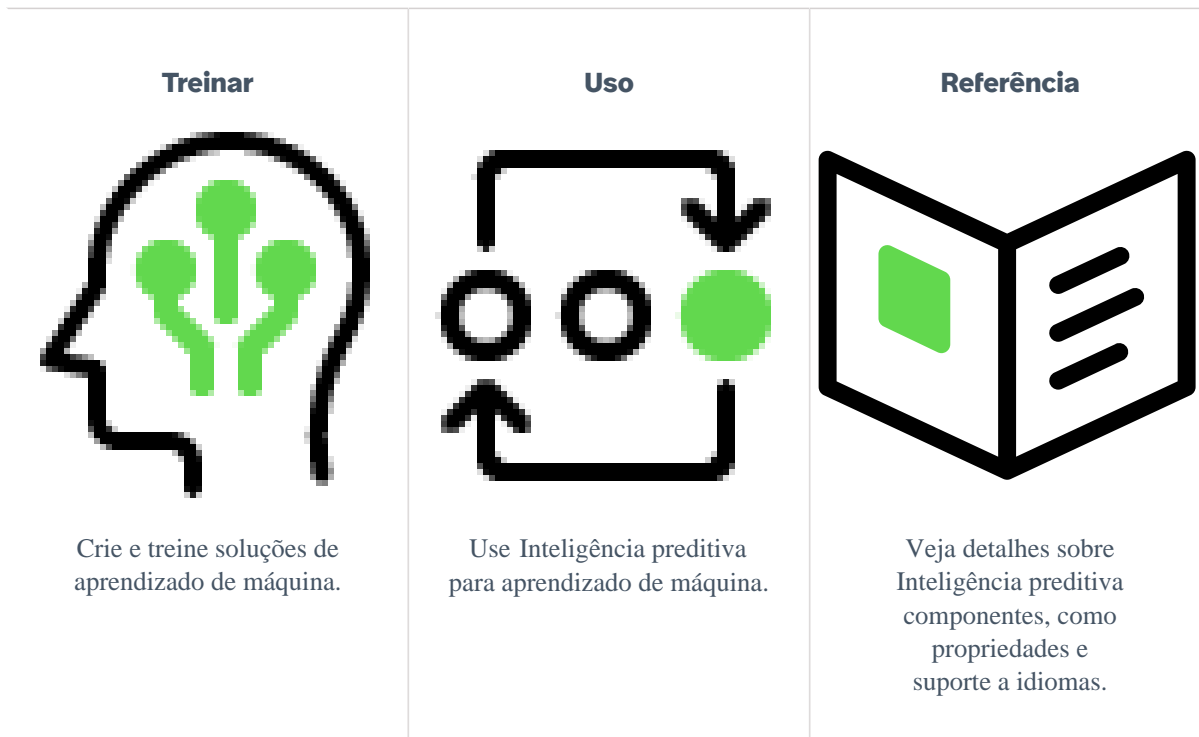 Treinar
Crie e treine soluções de
aprendizado de máquina.
Uso
Use Inteligência preditiva
para aprendizado de máquina.
Referência
Veja detalhes sobre
Inteligência preditiva
componentes, como
propriedades e
suporte a idiomas.